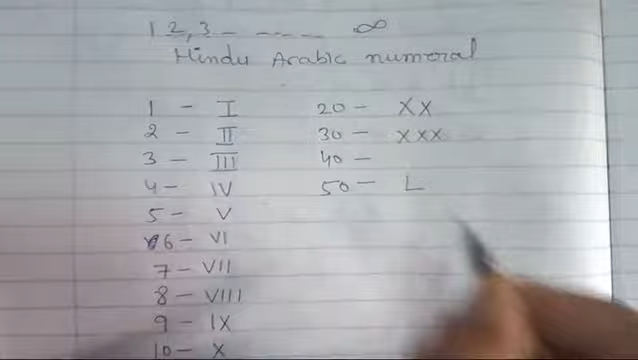 1 2, 3 - - - - - ∞
Hindu Arabic numeral
1 - I
2 - II
3 - III
4 - IV
5 - V
6 - VI
7 - VII
8 - VIII
9 - IX
10 - X
20 - XX
30 - XXX
40 -
50 - L